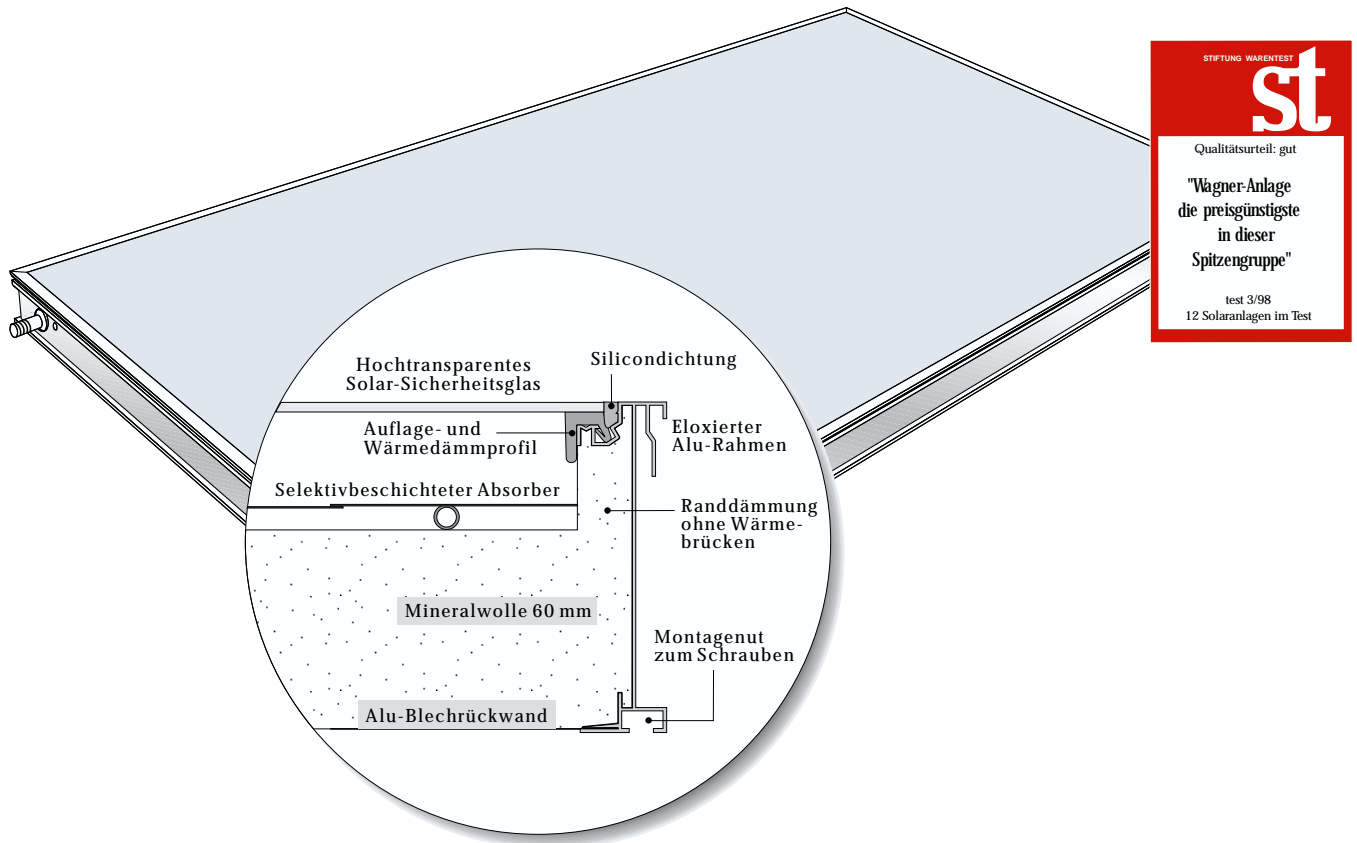 STIFTUNG WARENTEST
st
Qualitätsurteil: gut
"Wagner-Anlage
die preisgünstigste
in dieser
Spitzengruppe"
test 3/98
12 Solaranlagen im Test
Hochtransparentes
Solar-Sicherheitsglas
Silicondichtung
Auflage- und
Wärmedämmprofil
Eloxierter
Alu-Rahmen
Selektivbeschichteter Absorber
Randdämmung
ohne Wärme-
brücken
Mineralwolle 60 mm
Montagenut
zum Schrauben
Alu-Blechrückwand